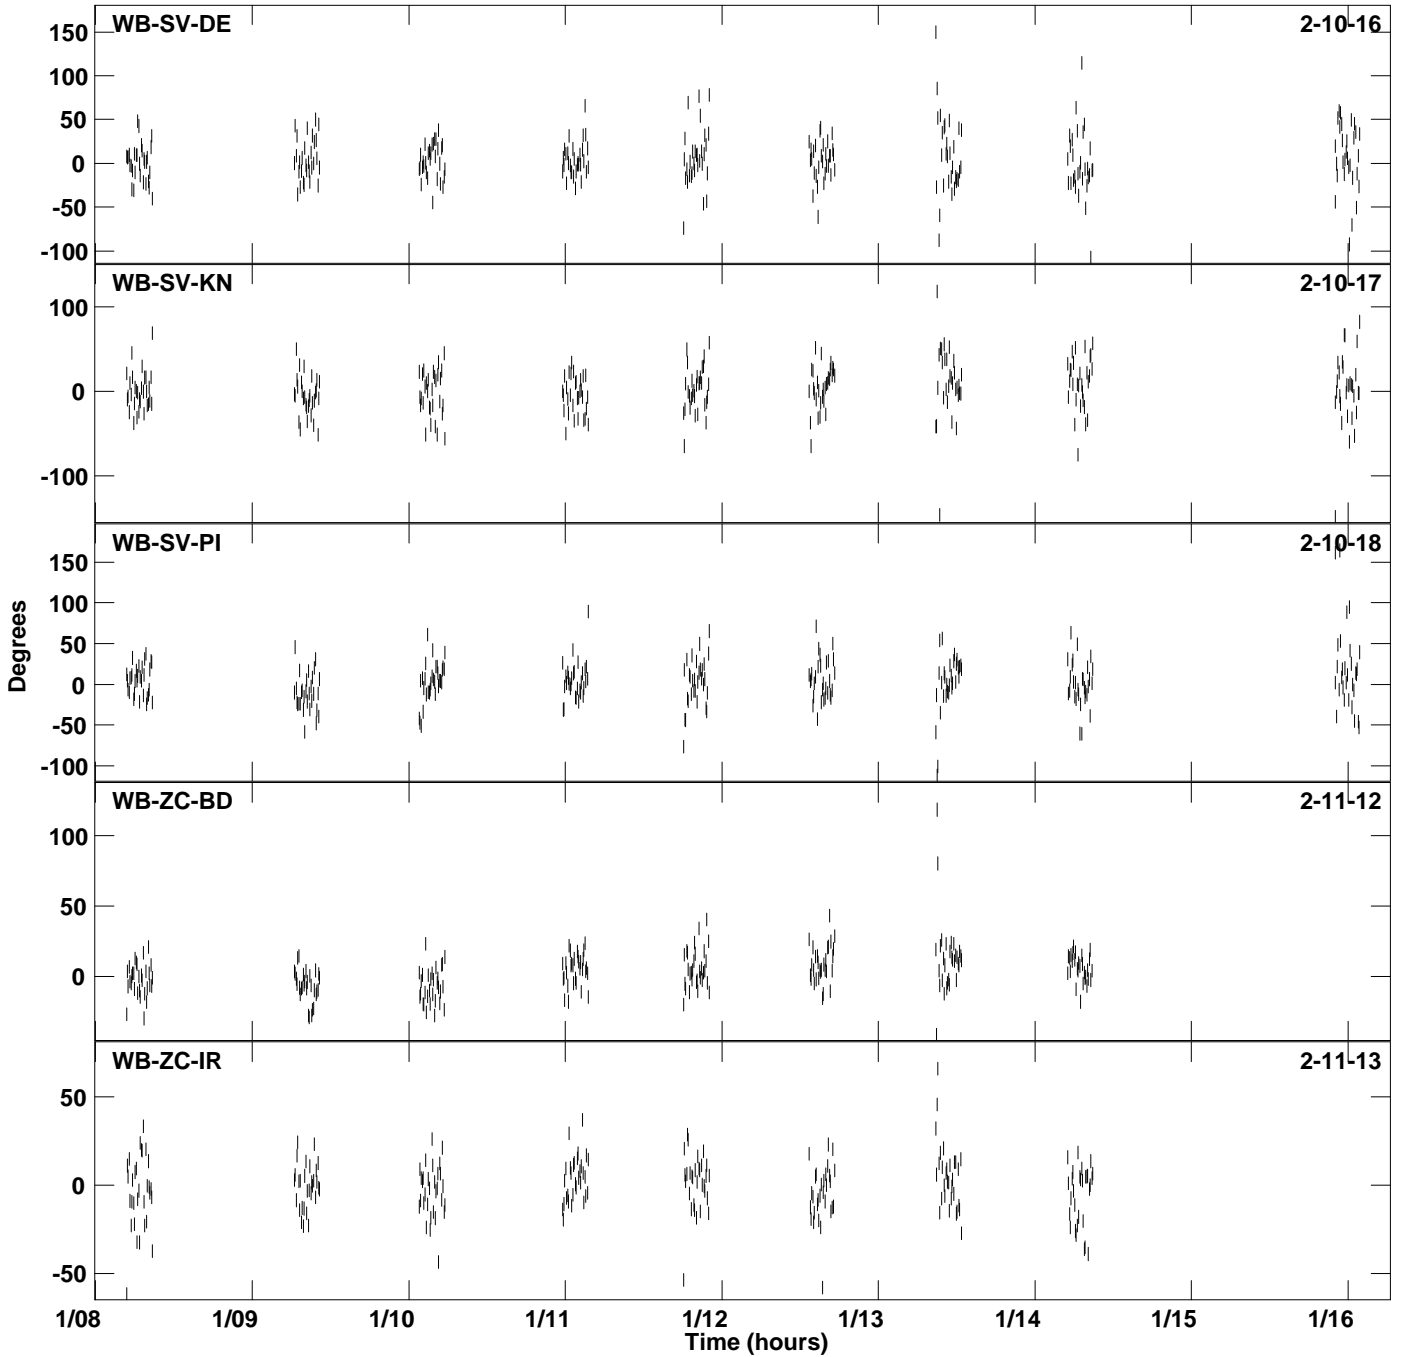 WB-SV-DE 2-10-16
150
100
50
0
-50
-100
WB-SV-KN 2-10-17
100
0
-100
WB-SV-PI 2-10-18
150
100
50
0
-50
-100
Degrees
WB-ZC-BD 2-11-12
100
50
0
WB-ZC-IR 2-11-13
50
0
-50
1/08 1/09 1/10 1/11 1/12 1/13 1/14 1/15 1/16
Time (hours)